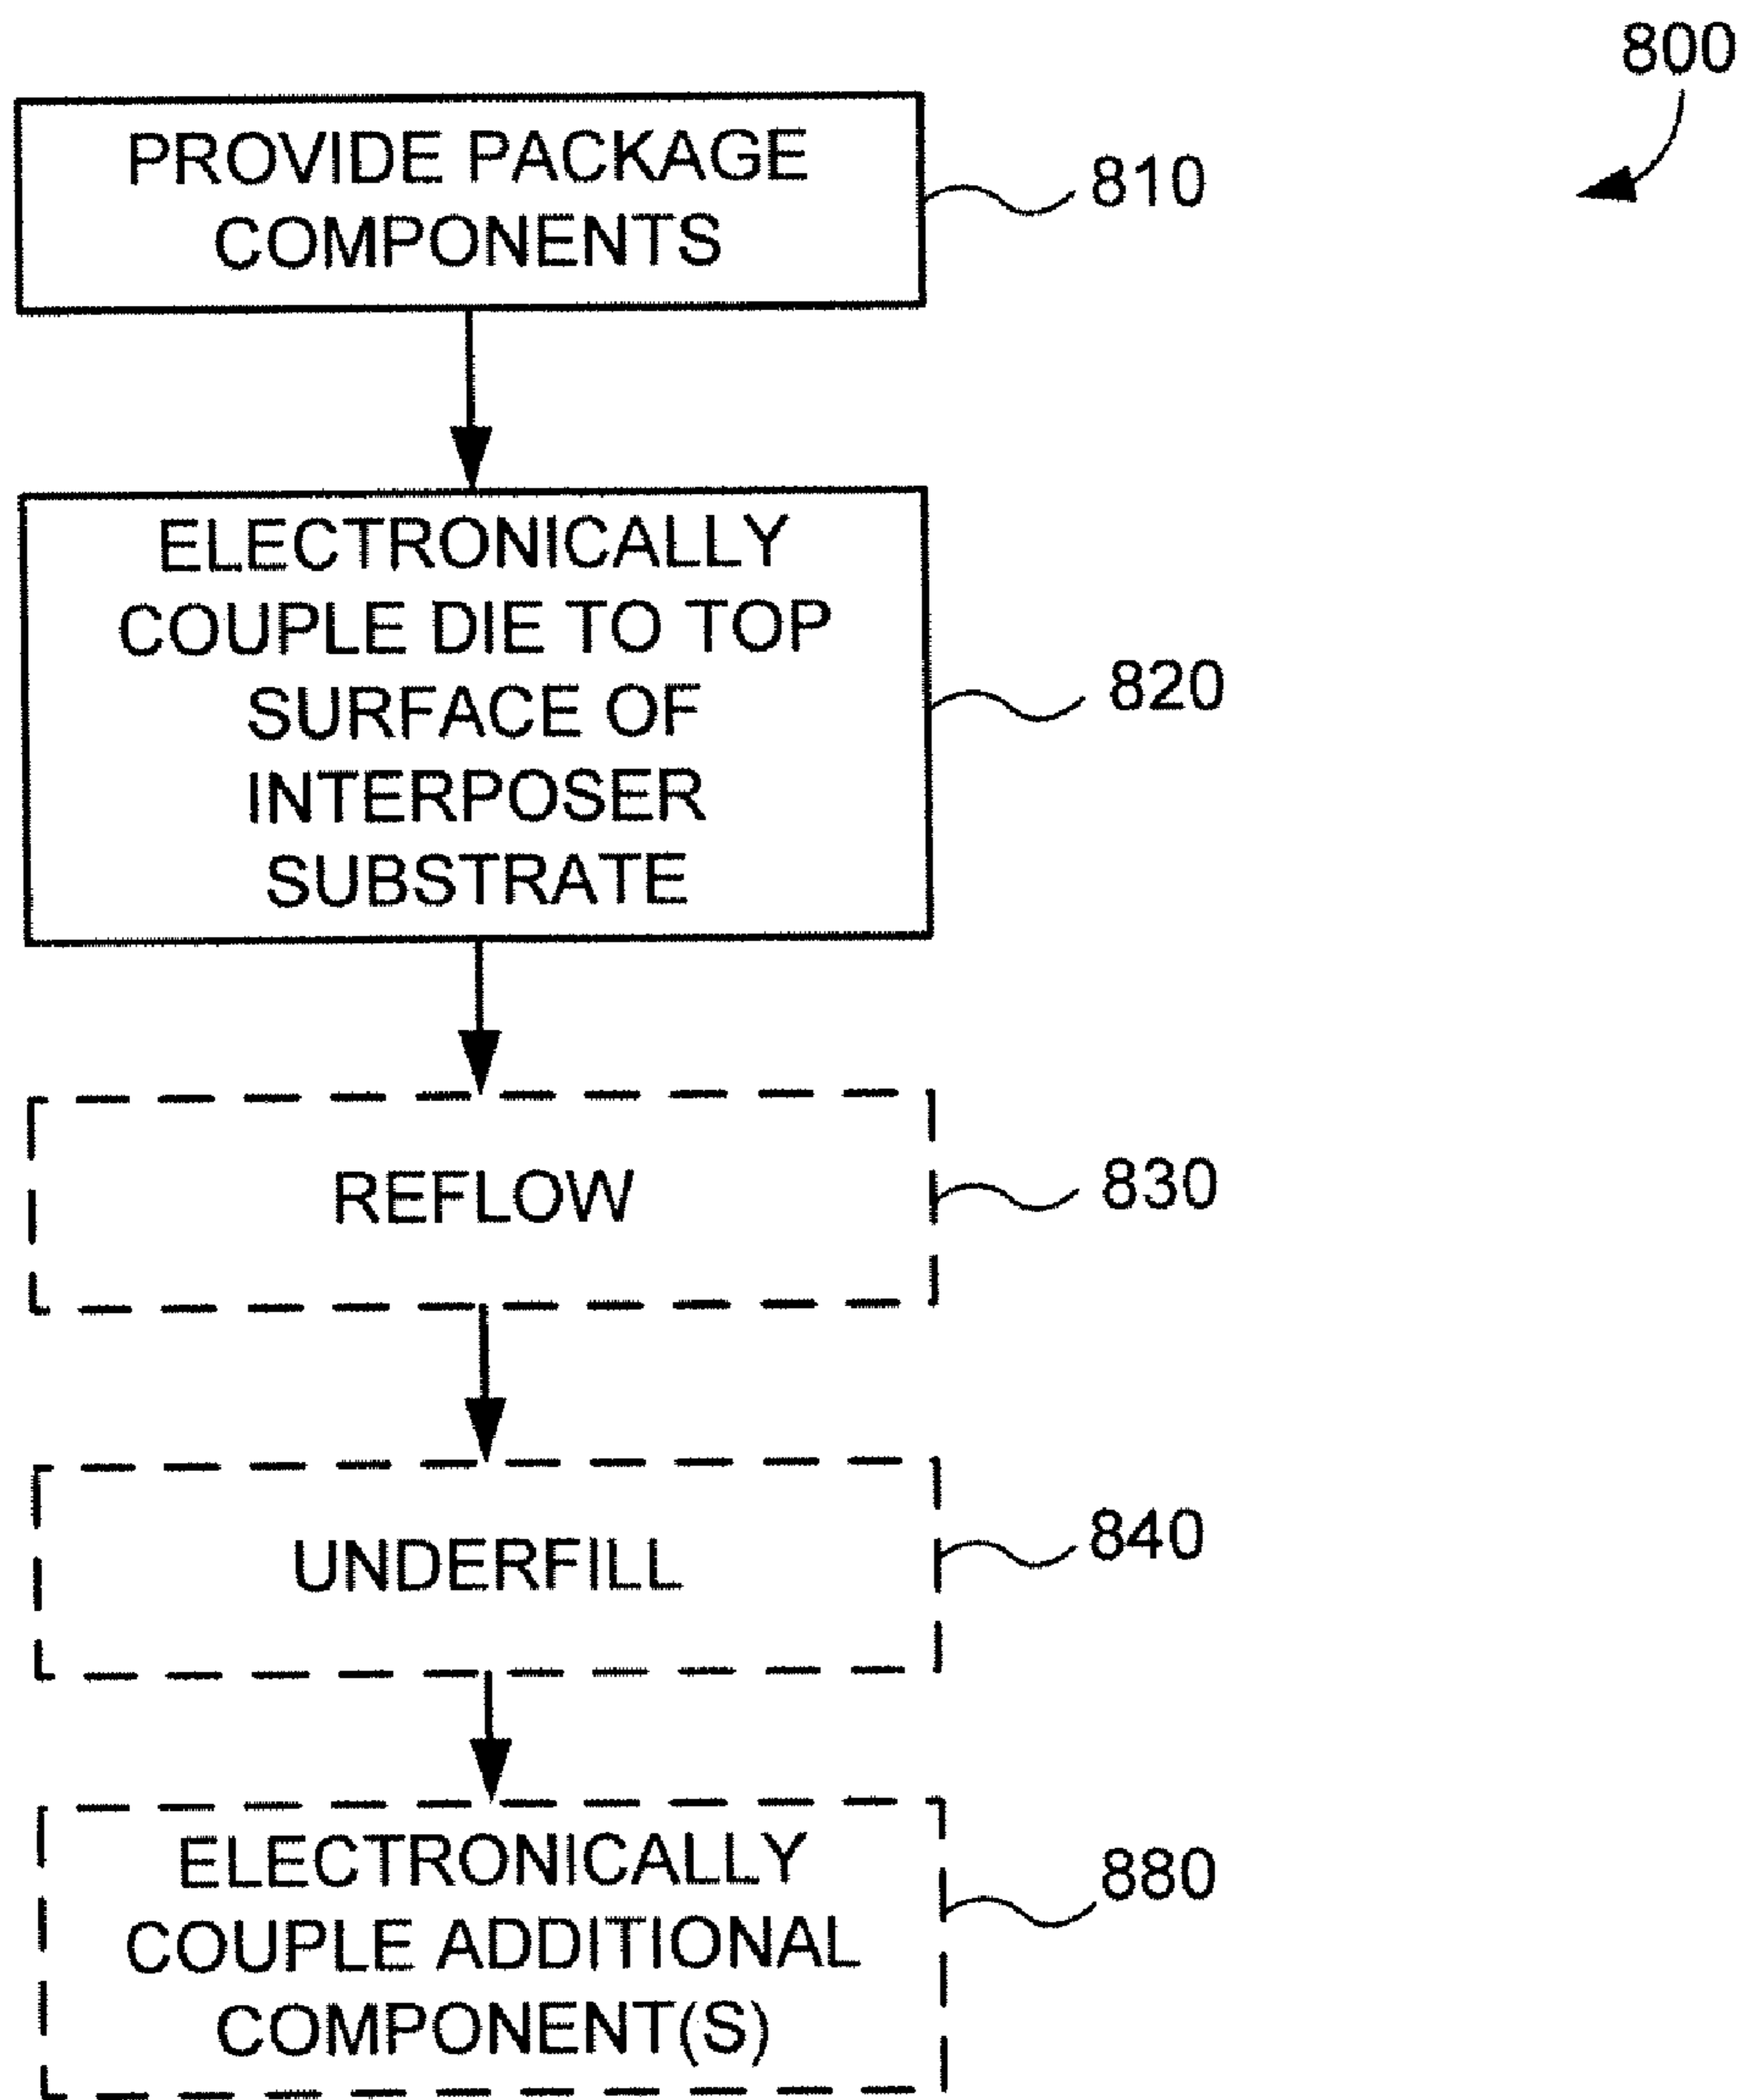 800
PROVIDE PACKAGE
COMPONENTS
810
ELECTRONICALLY
COUPLE DIE TO TOP
SURFACE OF
INTERPOSER
SUBSTRATE
820
REFLOW
830
UNDERFILL
840
ELECTRONICALLY
COUPLE ADDITIONAL
COMPONENT(S)
880